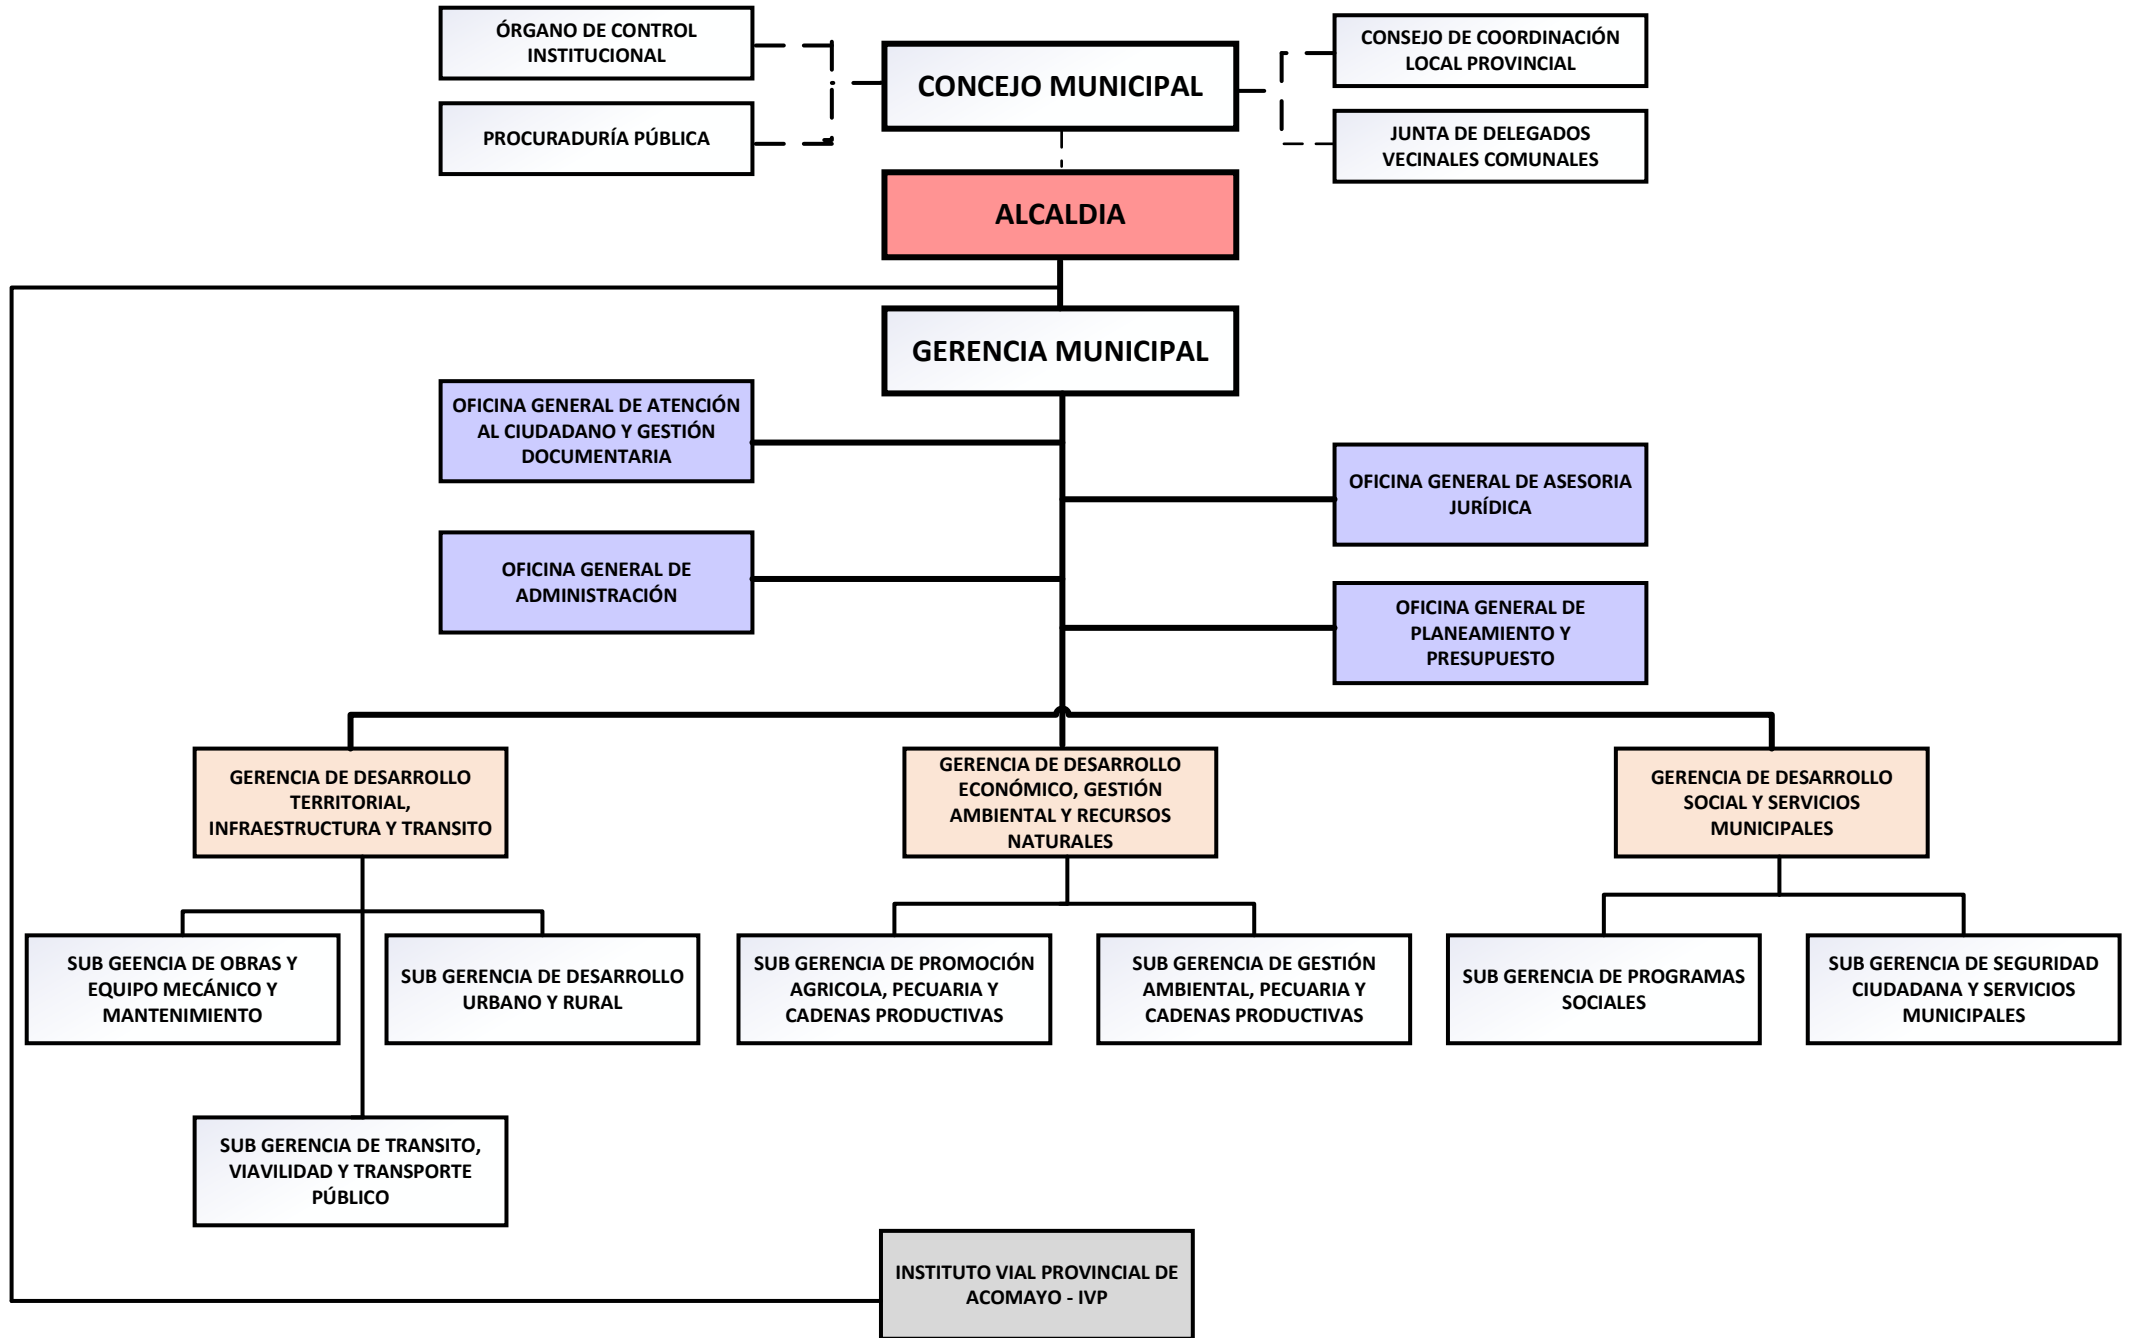 ÓRGANO DE CONTROL
INSTITUCIONAL
CONCEJO MUNICIPAL
CONSEJO DE COORDINACIÓN
LOCAL PROVINCIAL
PROCURADURÍA PÚBLICA
JUNTA DE DELEGADOS
VECINALES COMUNALES
ALCALDIA
GERENCIA MUNICIPAL
OFICINA GENERAL DE ATENCIÓN
AL CIUDADANO Y GESTIÓN
DOCUMENTARIA
OFICINA GENERAL DE ASESORIA
JURÍDICA
OFICINA GENERAL DE
ADMINISTRACIÓN
OFICINA GENERAL DE
PLANEAMIENTO Y
PRESUPUESTO
GERENCIA DE DESARROLLO
TERRITORIAL,
INFRAESTRUCTURA Y TRANSITO
GERENCIA DE DESARROLLO
ECONÓMICO, GESTIÓN
AMBIENTAL Y RECURSOS
NATURALES
GERENCIA DE DESARROLLO
SOCIAL Y SERVICIOS
MUNICIPALES
SUB GEENCIA DE OBRAS Y
EQUIPO MECÁNICO Y
MANTENIMIENTO
SUB GERENCIA DE DESARROLLO
URBANO Y RURAL
SUB GERENCIA DE PROMOCIÓN
AGRICOLA, PECUARIA Y
CADENAS PRODUCTIVAS
SUB GERENCIA DE GESTIÓN
AMBIENTAL, PECUARIA Y
CADENAS PRODUCTIVAS
SUB GERENCIA DE PROGRAMAS
SOCIALES
SUB GERENCIA DE SEGURIDAD
CIUDADANA Y SERVICIOS
MUNICIPALES
SUB GERENCIA DE TRANSITO,
VIAVILIDAD Y TRANSPORTE
PÚBLICO
INSTITUTO VIAL PROVINCIAL DE
ACOMAYO - IVP